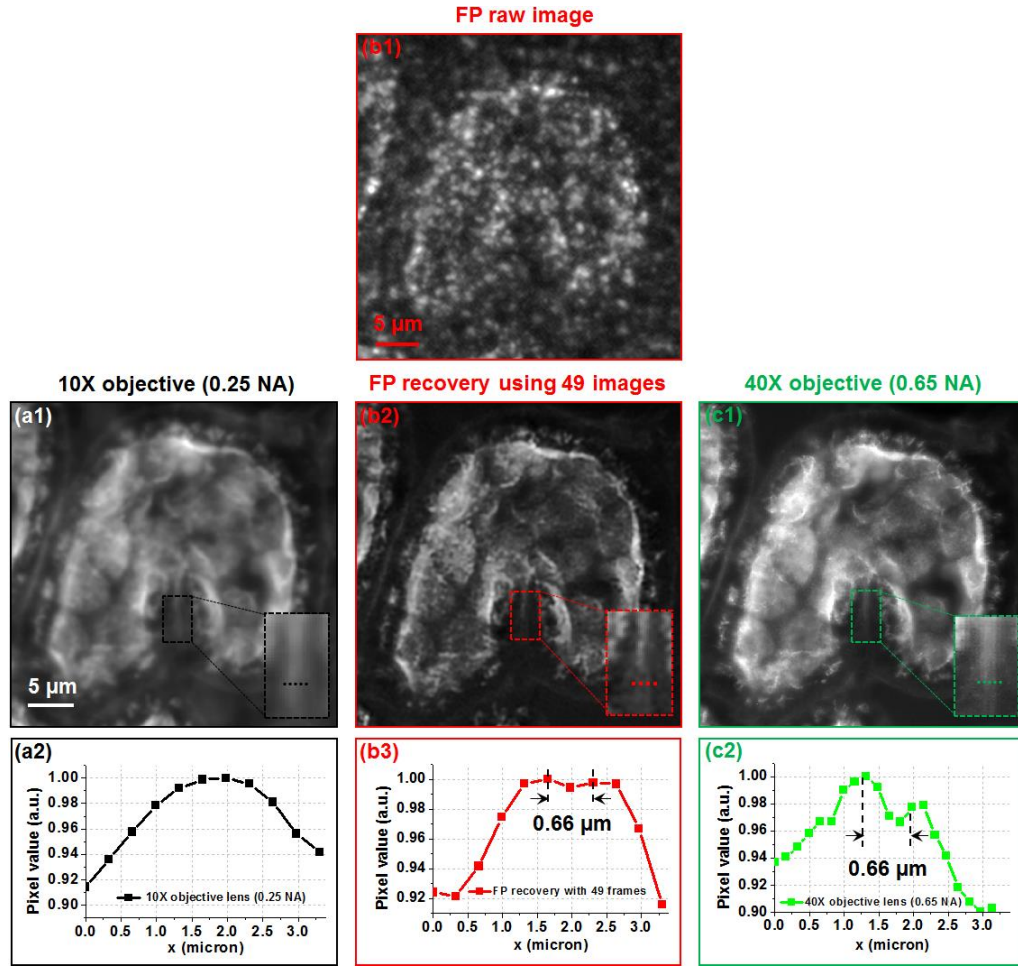 FP raw image
(b1)
5 µm
10X objective (0.25 NA)
FP recovery using 49 images
40X objective (0.65 NA)
(a1)
(b2)
(c1)
5 µm
(a2)
1.00
0.98
0.96
0.94
0.92
0.90
Pixel value (a.u.)
10X objective lens (0.25 NA)
0.0 0.5 1.0 1.5 2.0 2.5 3.0
x (micron)
(b3)
1.00
0.98
0.96
0.94
0.92
Pixel value (a.u.)
0.66 µm
FP recovery with 49 frames
0.0 0.5 1.0 1.5 2.0 2.5 3.0
x (micron)
(c2)
1.00
0.98
0.96
0.94
0.92
0.90
Pixel value (a.u.)
0.66 µm
40X objective lens (0.65 NA)
0.0 0.5 1.0 1.5 2.0 2.5 3.0
x (micron)